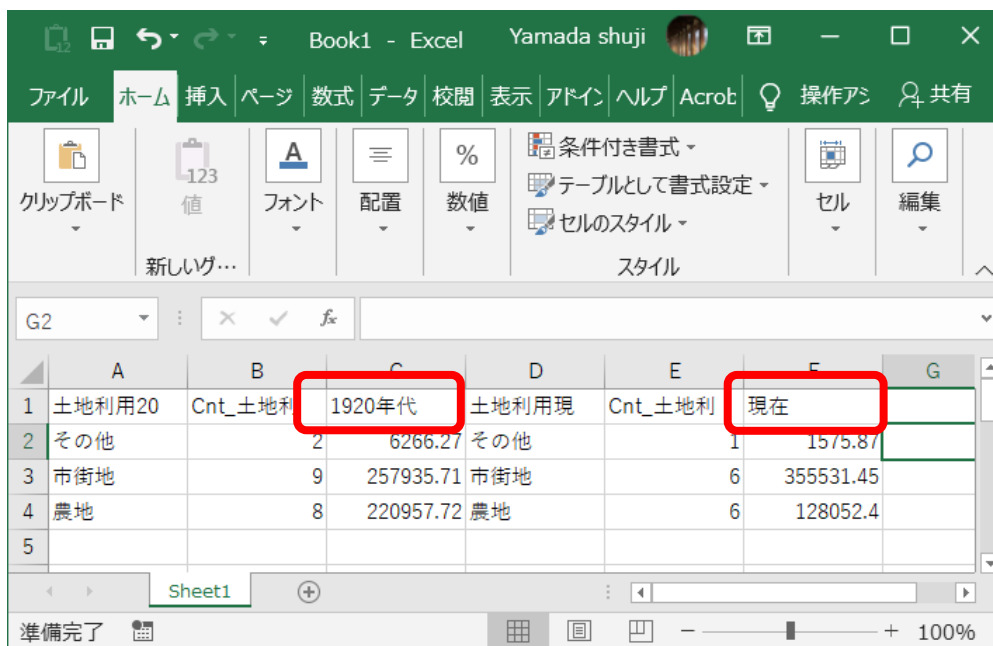 Book1 - Excel Yamada shuji
ファイル ホーム 挿入 ページ 数式 データ 校閲 表示 アドイン ヘルプ Acrob 操作アシ 共有
クリップボード 値 フォント 配置 数値 条件付き書式 セル 編集
テーブルとして書式設定
セルのスタイル
新しいグ… スタイル
G2 fx
A B C D E F G
1 土地利用20 Cnt_土地利 1920年代 土地利用現 Cnt_土地利 現在
2 その他 2 6266.27 その他 1 1575.87
3 市街地 9 257935.71 市街地 6 355531.45
4 農地 8 220957.72 農地 6 128052.4
5
Sheet1
準備完了 100%